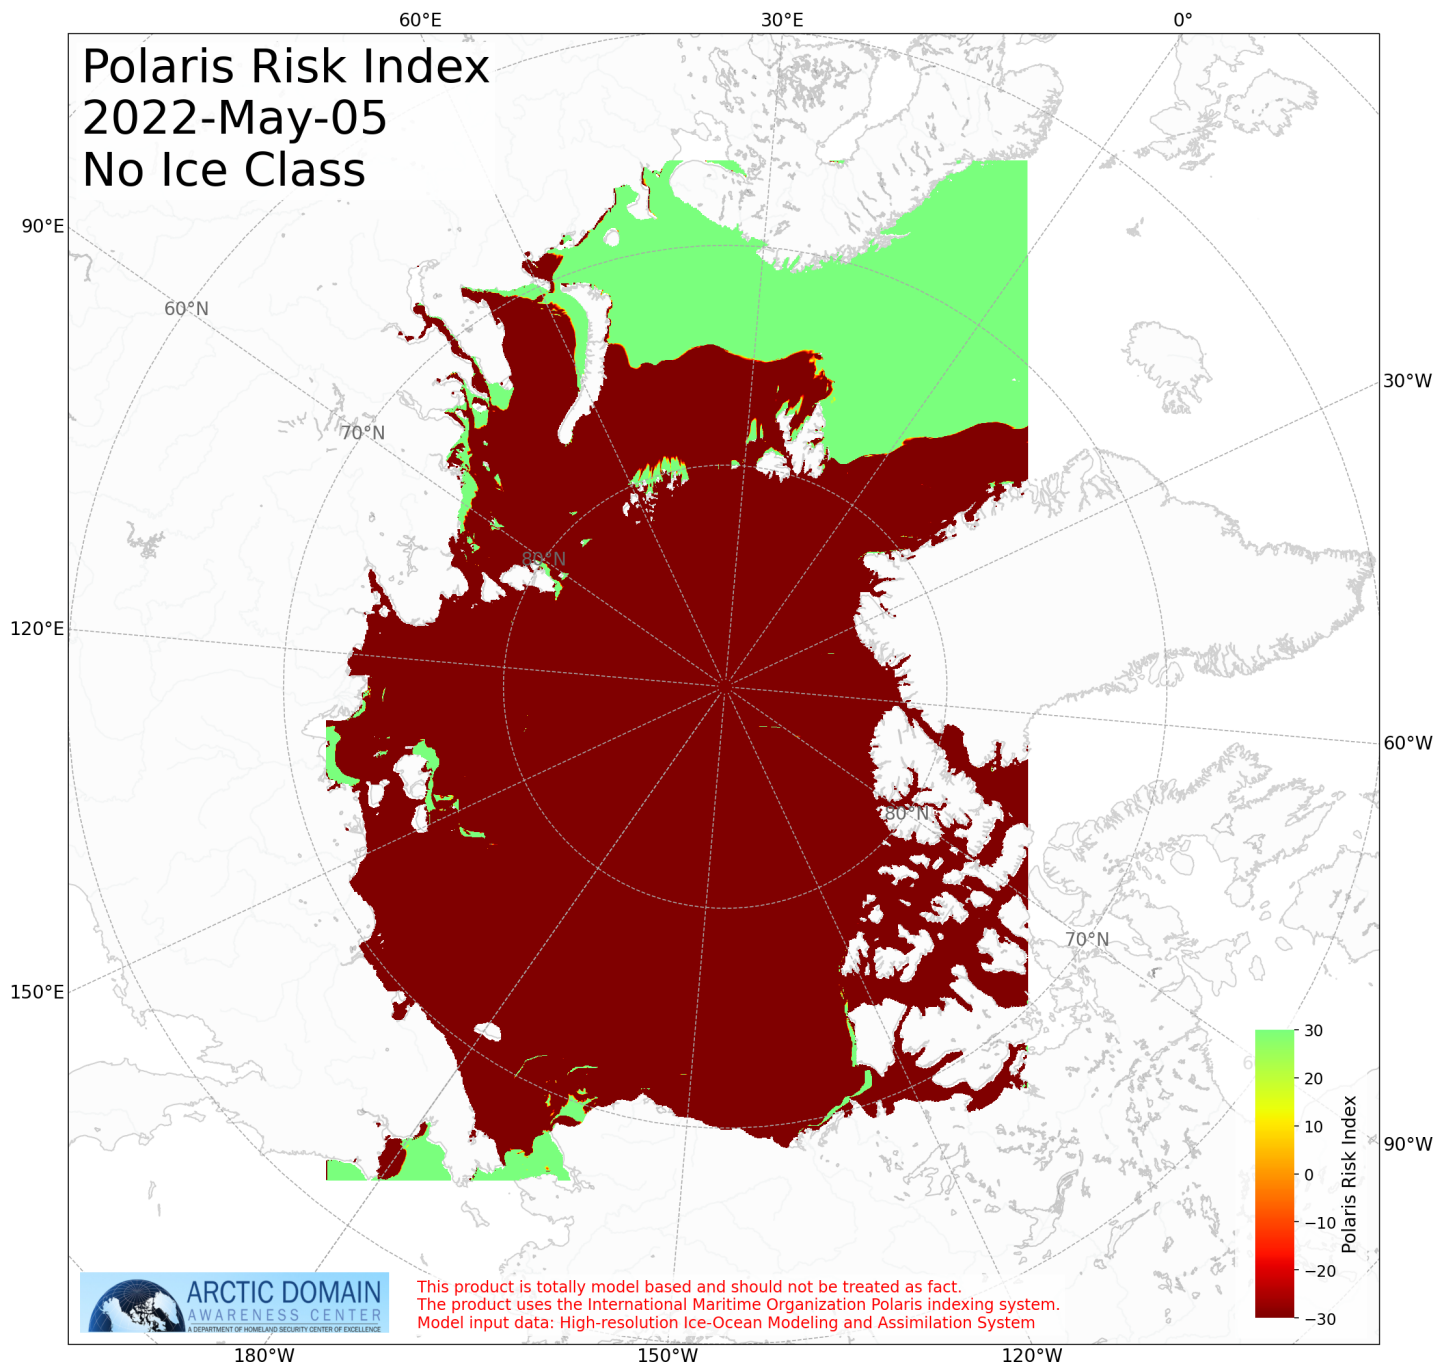 60°E
30°E
0°
Polaris Risk Index
2022-May-05
No Ice Class
90°E
60°N
30°W
70°N
80°N
120°E
60°W
80°N
70°N
150°E
30
20
10
0
−10
−20
−30
Polaris Risk Index
90°W
ARCTIC DOMAIN
AWARENESS CENTER
A DEPARTMENT OF HOMELAND SECURITY CENTER OF EXCELLENCE
This product is totally model based and should not be treated as fact.
The product uses the International Maritime Organization Polaris indexing system.
Model input data: High-resolution Ice-Ocean Modeling and Assimilation System
180°W
150°W
120°W